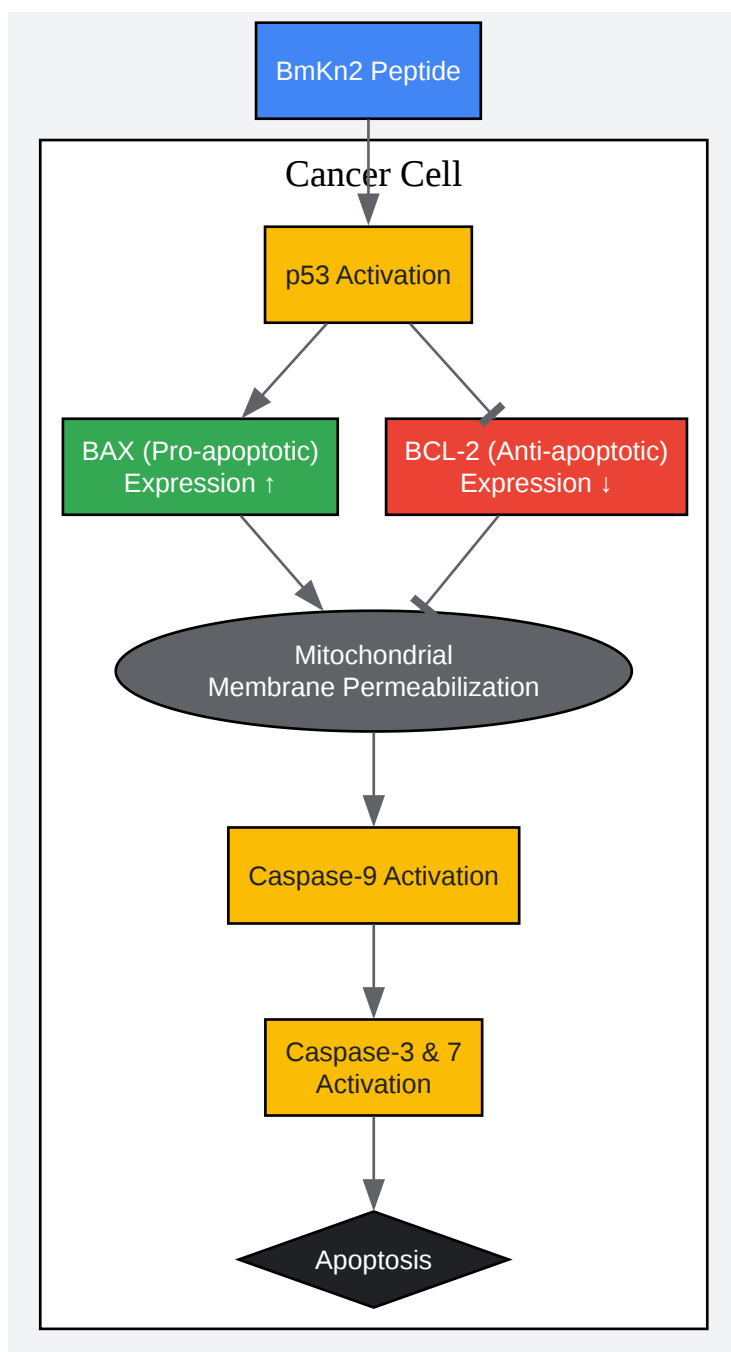 BmKn2 Peptide
Cancer Cell
p53 Activation
BAX (Pro-apoptotic)
Expression ↑
BCL-2 (Anti-apoptotic)
Expression ↓
Mitochondrial
Membrane Permeabilization
Caspase-9 Activation
Caspase-3 & 7
Activation
Apoptosis